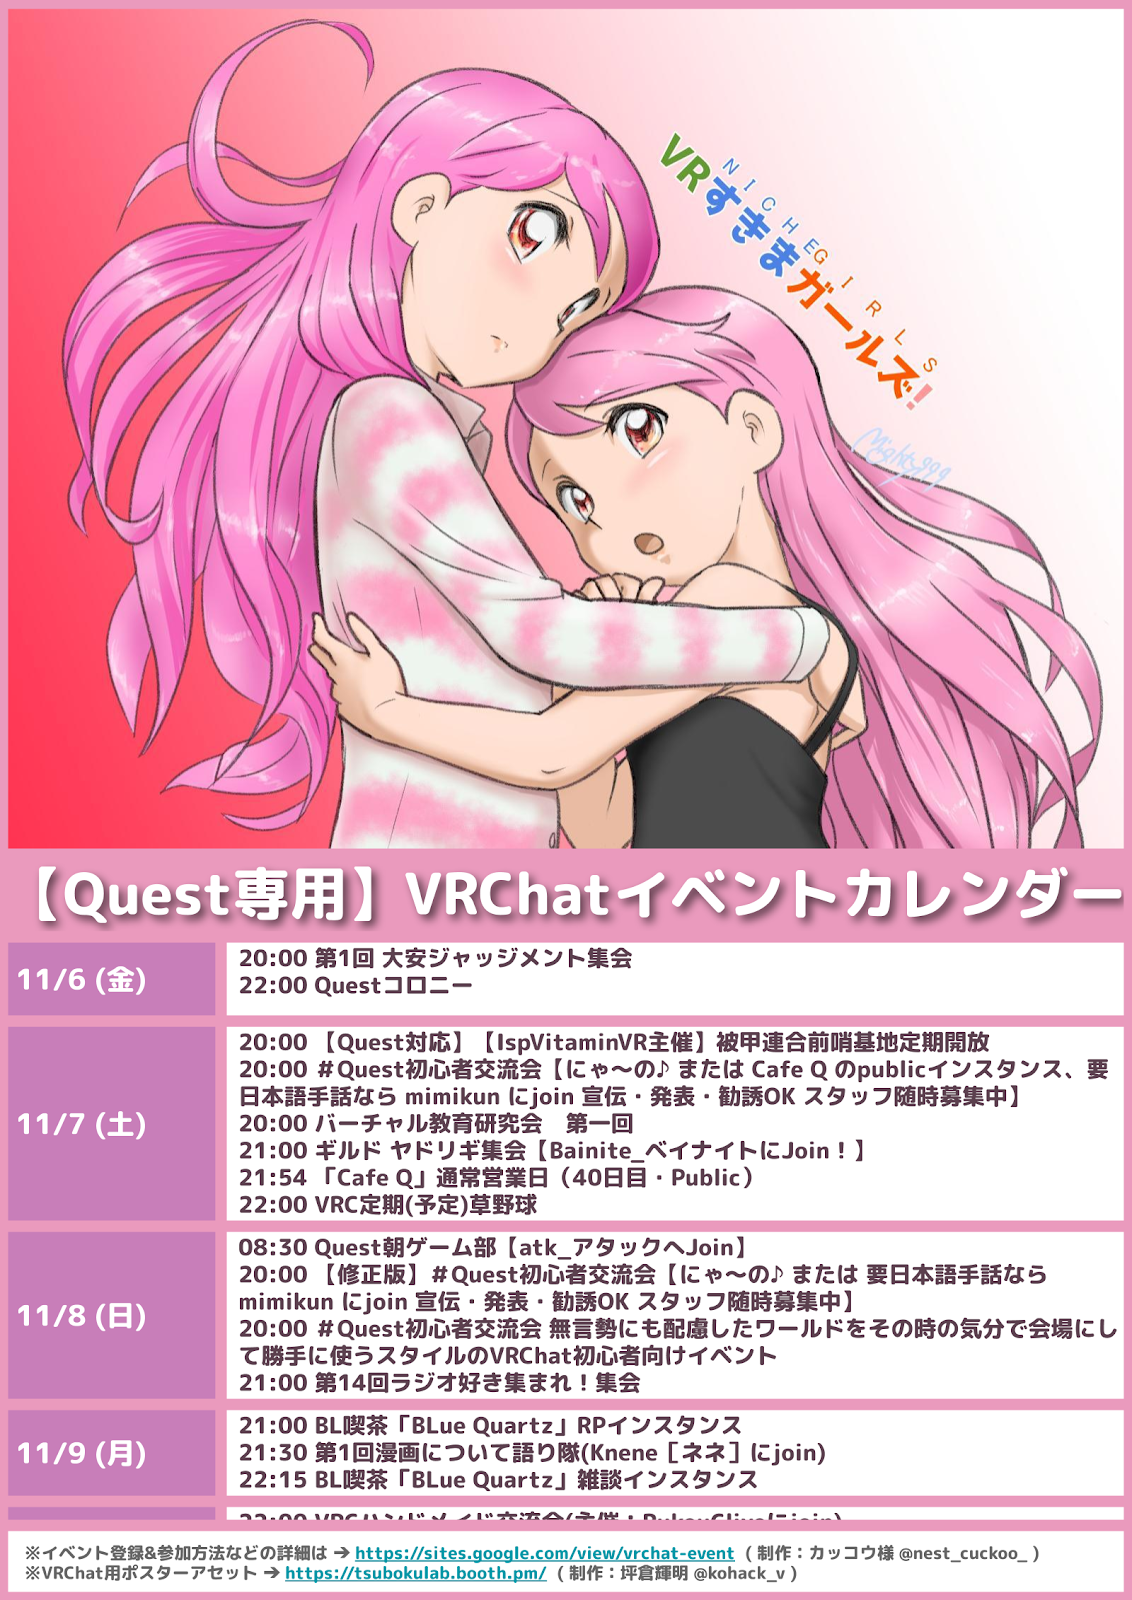 VRすきまガールズ!
NICHE GIRLS
Mighty999
【Quest専用】VRChatイベントカレンダー
11/6 (金)
20:00 第1回 大安ジャッジメント集会
22:00 Questコロニー
11/7 (土)
20:00 【Quest対応】【IspVitaminVR主催】被甲連合前哨基地定期開放
20:00 #Quest初心者交流会【にゃ〜の♪ または Cafe Q のpublicインスタンス、要
日本語手話なら mimikun にjoin 宣伝・発表・勧誘OK スタッフ随時募集中】
20:00 バーチャル教育研究会　第一回
21:00 ギルド ヤドリギ集会【Bainite_ベイナイトにJoin！】
21:54 「Cafe Q」通常営業日（40日目・Public）
22:00 VRC定期(予定)草野球
11/8 (日)
08:30 Quest朝ゲーム部【atk_アタックへJoin】
20:00 【修正版】#Quest初心者交流会【にゃ〜の♪ または 要日本語手話なら
mimikun にjoin 宣伝・発表・勧誘OK スタッフ随時募集中】
20:00 #Quest初心者交流会 無言勢にも配慮したワールドをその時の気分で会場にし
て勝手に使うスタイルのVRChat初心者向けイベント
21:00 第14回ラジオ好き集まれ！集会
11/9 (月)
21:00 BL喫茶「BLue Quartz」RPインスタンス
21:30 第1回漫画について語り隊(Knene［ネネ］にjoin)
22:15 BL喫茶「BLue Quartz」雑談インスタンス
22:00 VRCハンドメイド交流会(主催：
※イベント登録&参加方法などの詳細は → https://sites.google.com/view/vrchat-event （制作：カッコウ様 @nest_cuckoo_ ）
※VRChat用ポスターアセット → https://tsubokulab.booth.pm/ （制作：坪倉輝明 @kohack_v ）